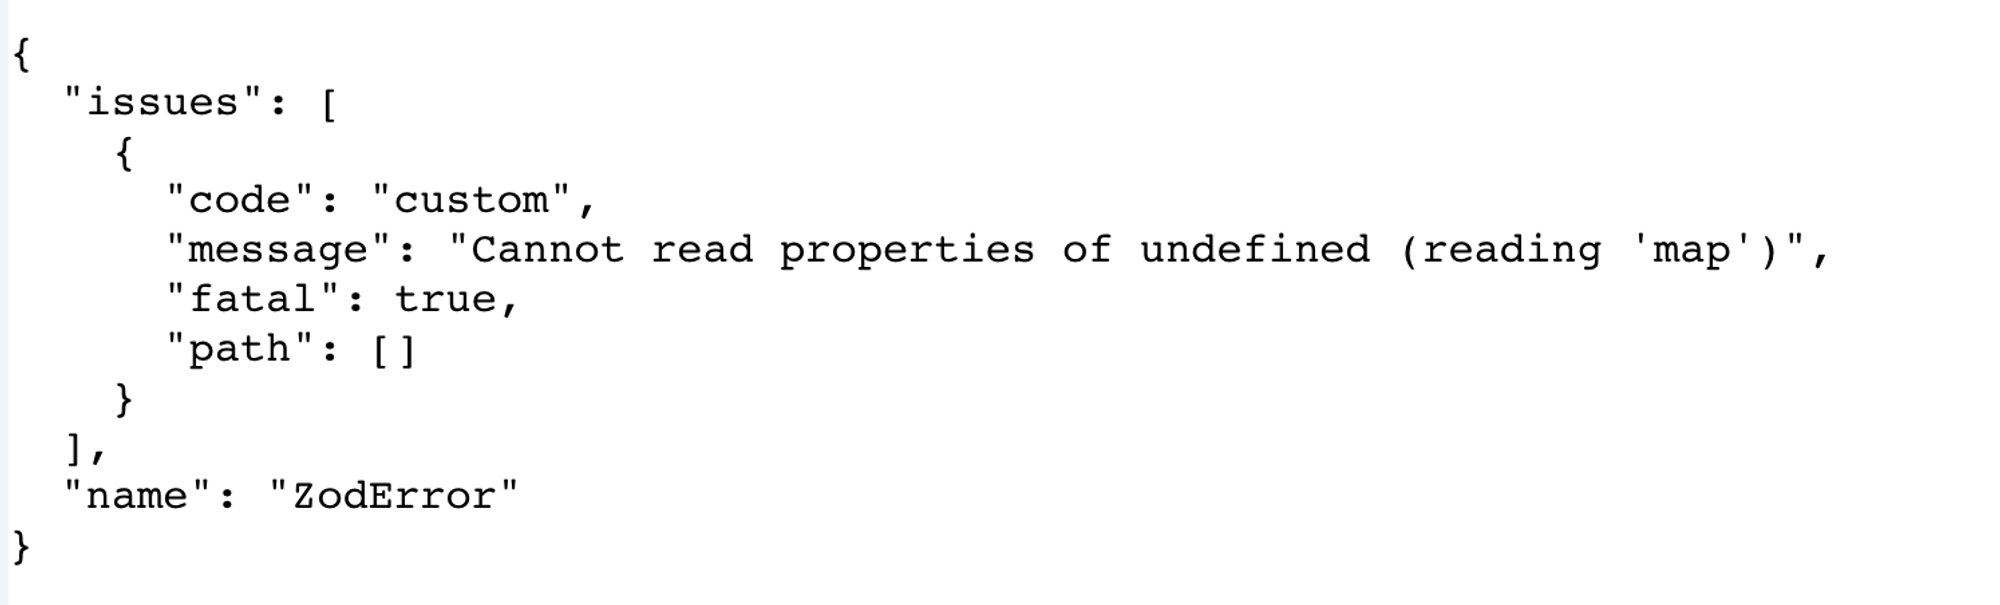 {
  "issues": [
    {
      "code": "custom",
      "message": "Cannot read properties of undefined (reading 'map')",
      "fatal": true,
      "path": []
    }
  ],
  "name": "ZodError"
}